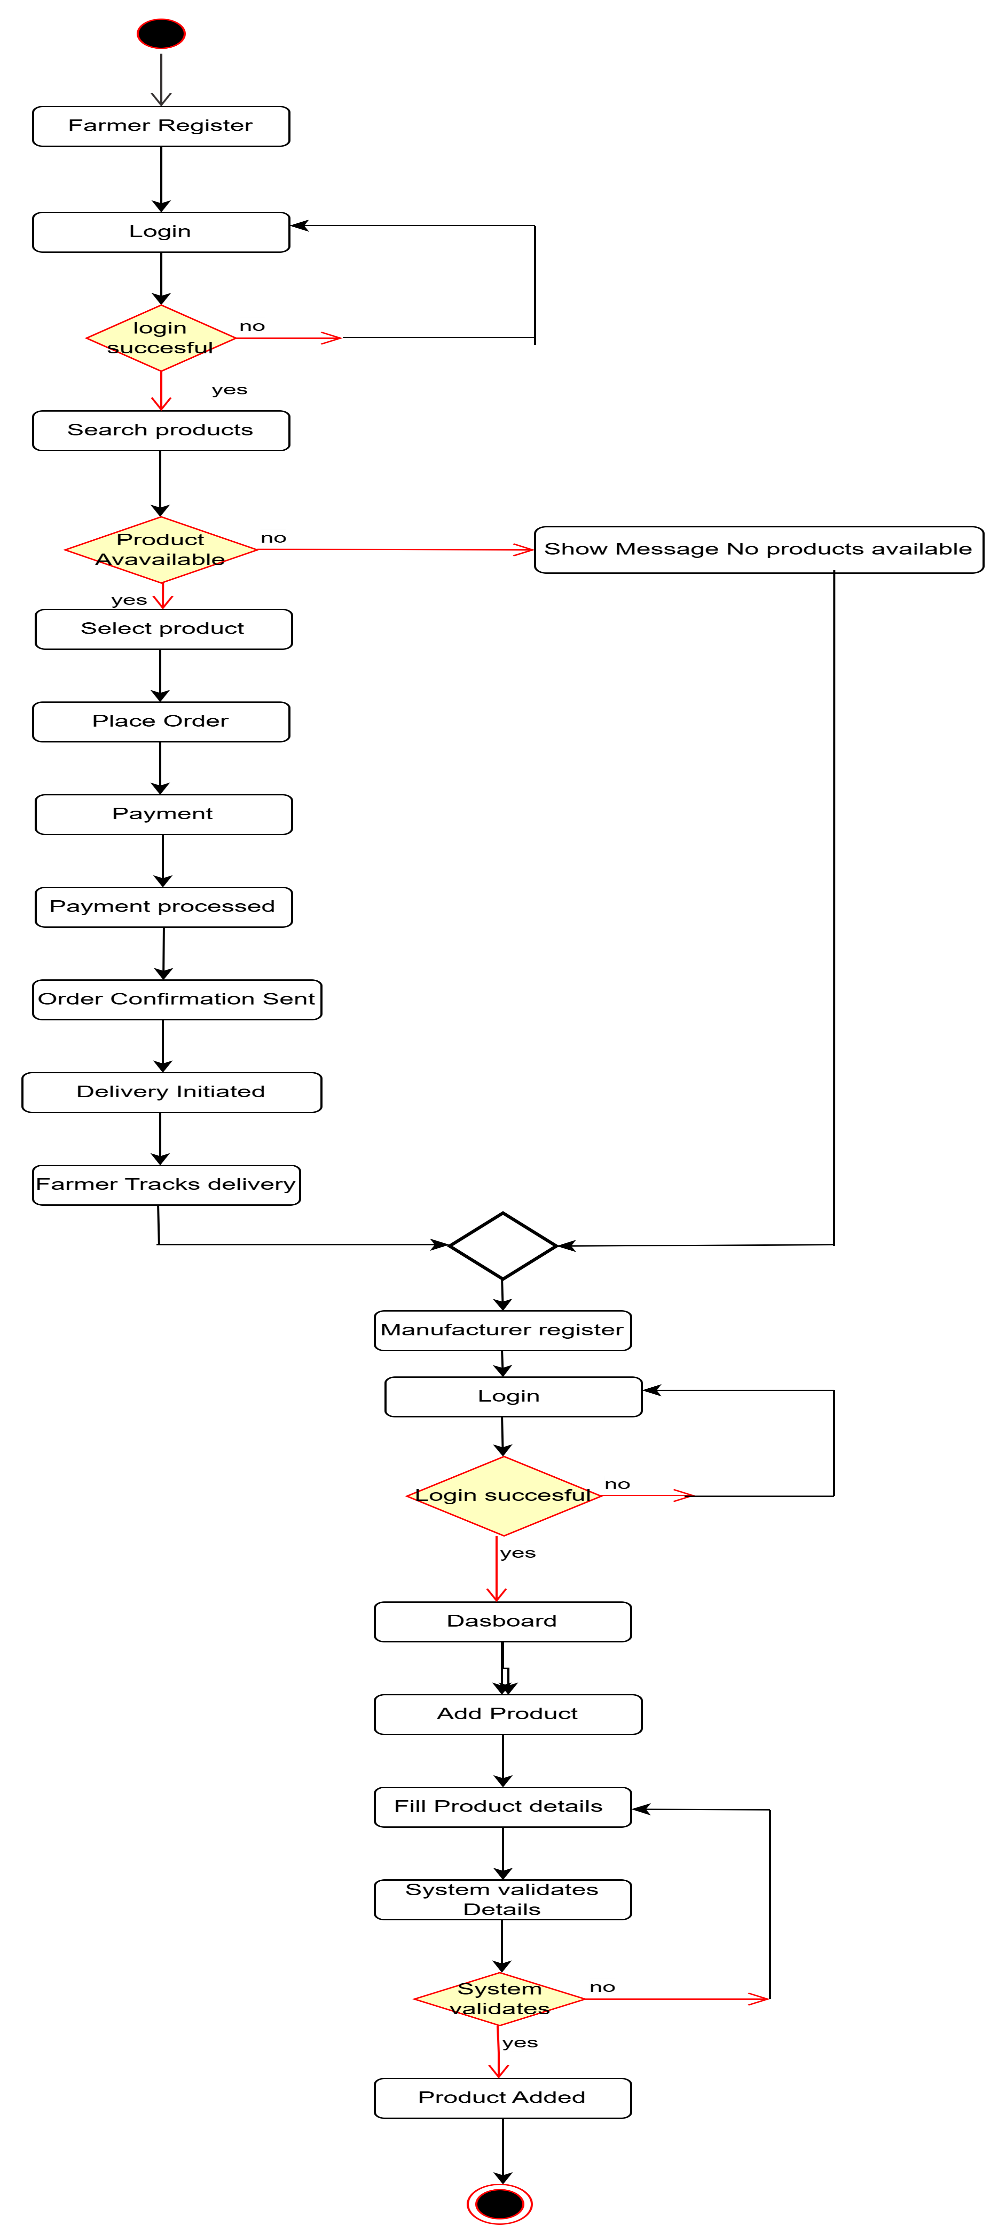 Farmer Register
Login
login
succesful
no
yes
Search products
Product
Avavailable
no
Show Message No products available
yes
Select product
Place Order
Payment
Payment processed
Order Confirmation Sent
Delivery Initiated
Farmer Tracks delivery
Manufacturer register
Login
Login succesful
no
yes
Dasboard
Add Product
Fill Product details
System validates
Details
System
validates
no
yes
Product Added